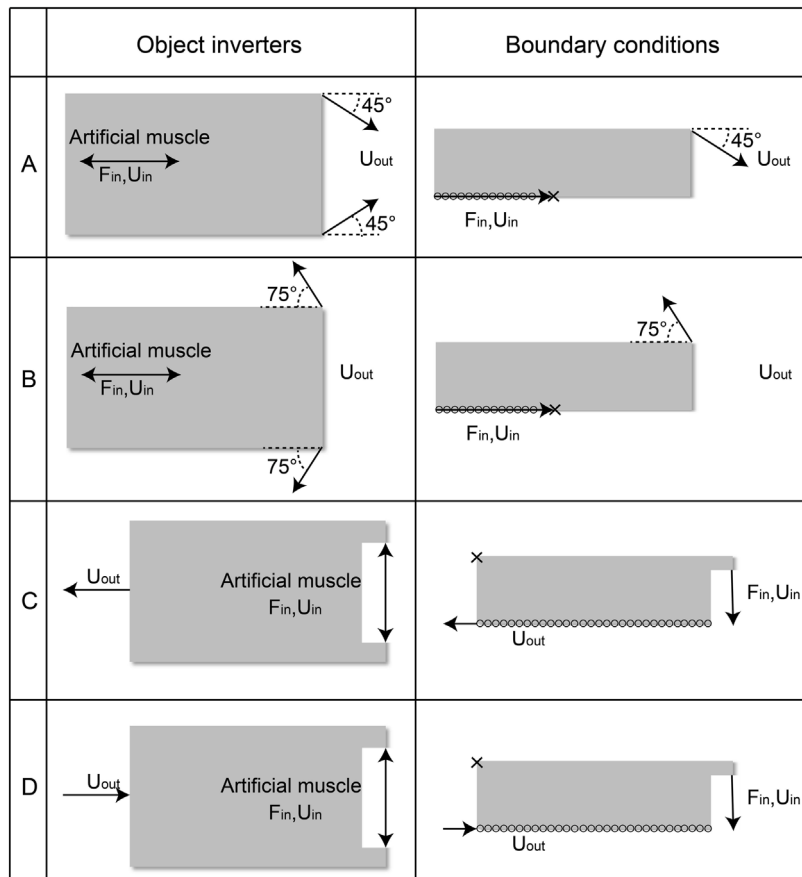 Object inverters
Boundary conditions
A
45°
Artificial muscle
Fin,Uin
Uout
45°
45°
Uout
Fin,Uin
B
75°
Artificial muscle
Fin,Uin
Uout
75°
75°
Uout
Fin,Uin
C
Uout
Artificial muscle
Fin,Uin
Fin,Uin
Uout
D
Uout
Artificial muscle
Fin,Uin
Fin,Uin
Uout